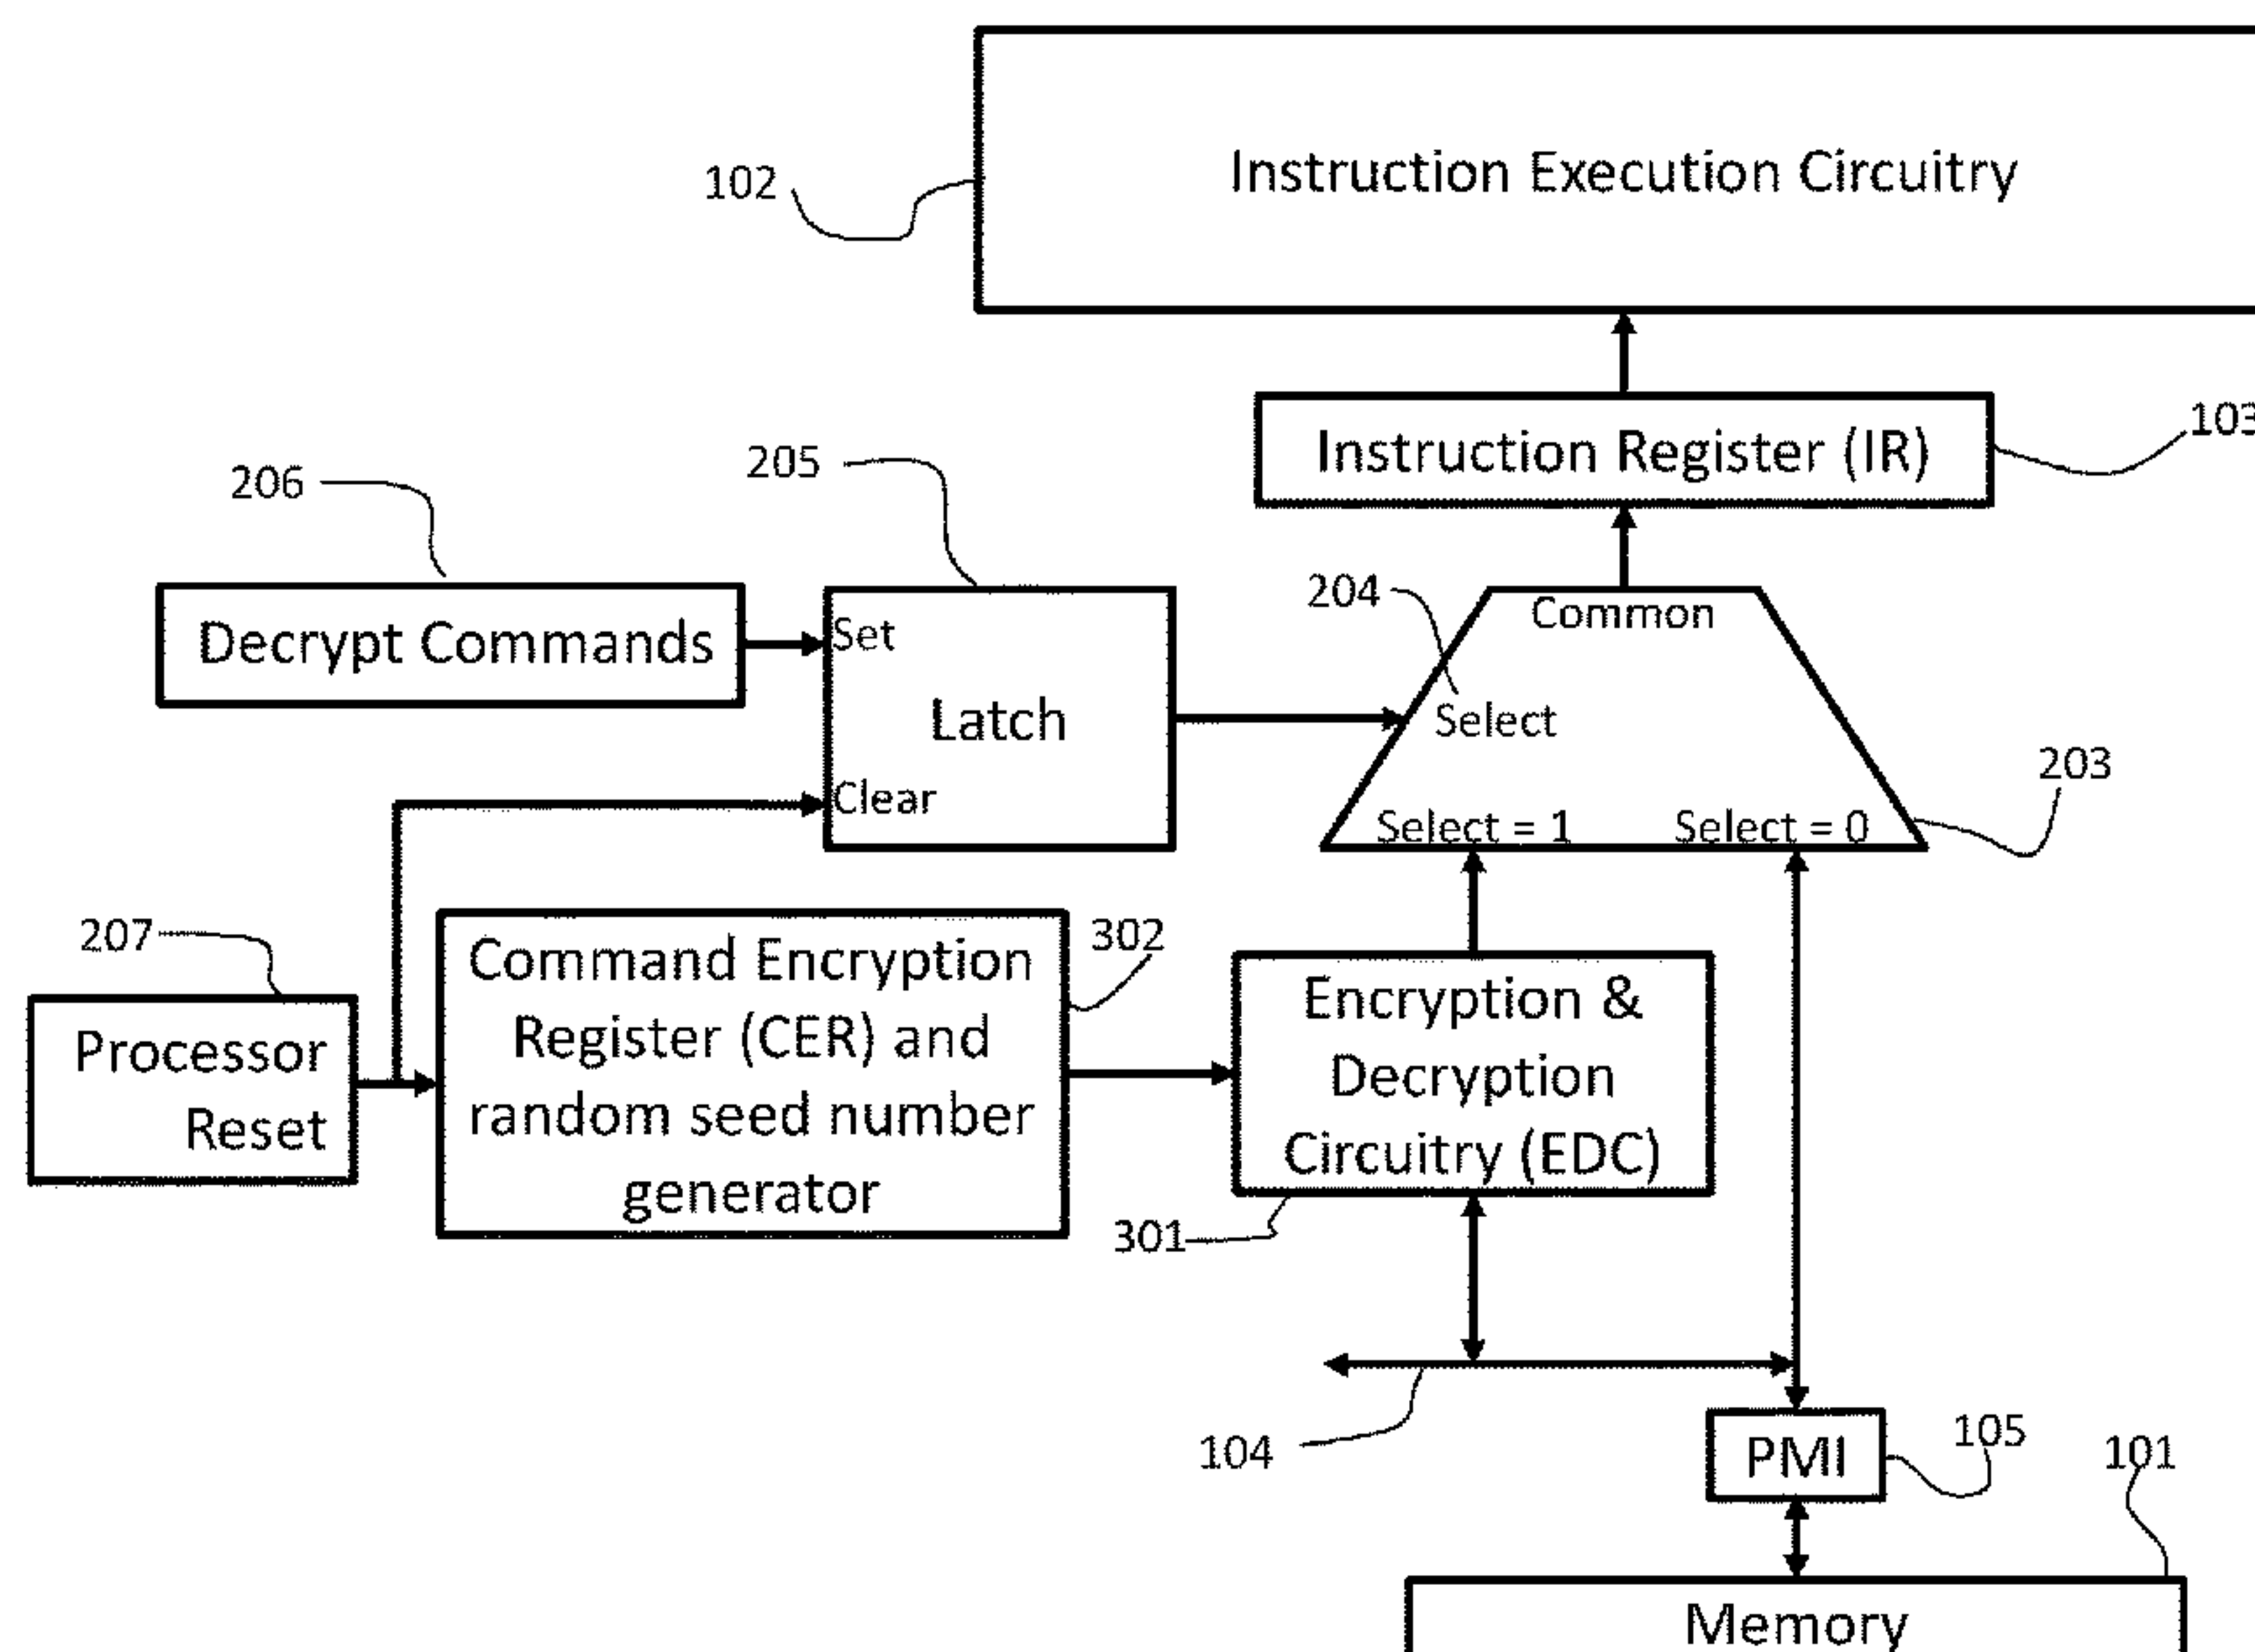 Instruction Execution Circuitry
102
Instruction Register (IR)
103
206
205
204
Decrypt Commands
Set
Latch
Clear
Common
Select
Select = 1
Select = 0
203
207
Processor
Reset
Command Encryption
Register (CER) and
random seed number
generator
302
Encryption &
Decryption
Circuitry (EDC)
301
104
PMI
105
101
Memory